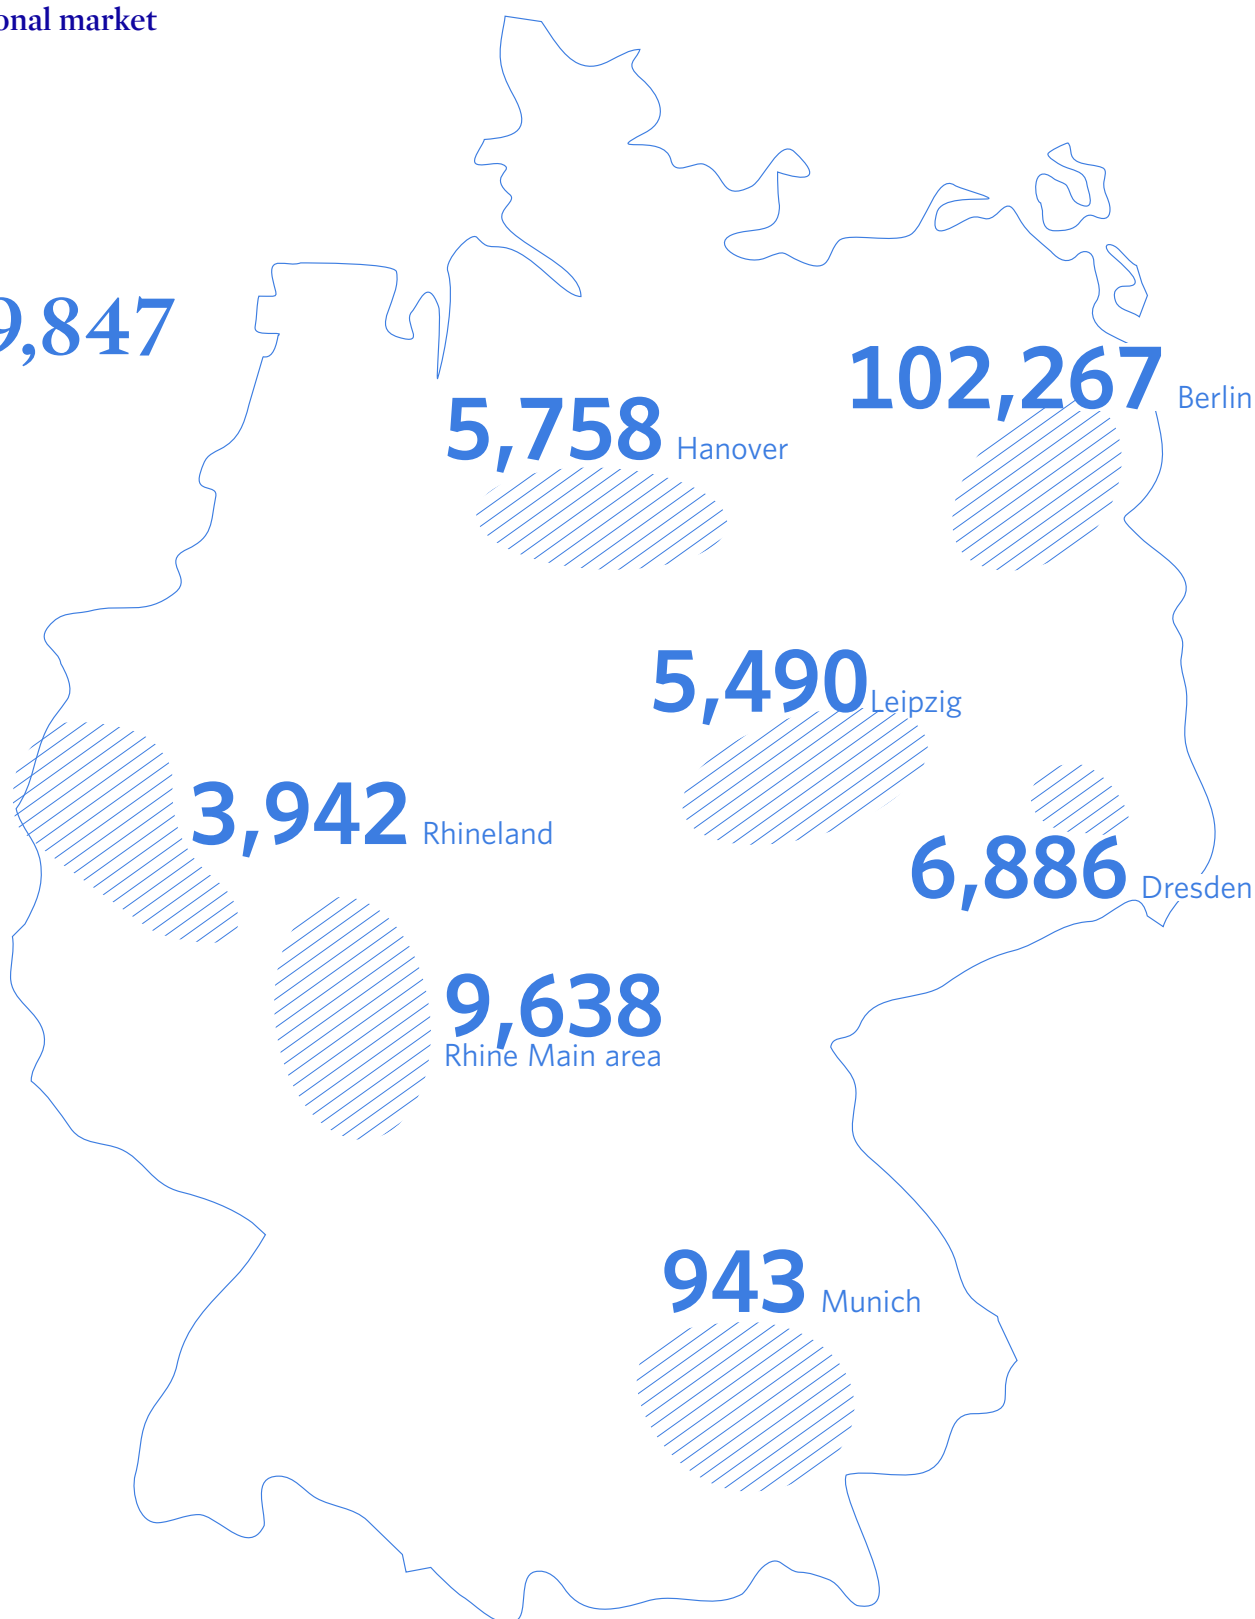 onal market
9,847
102,267 Berlin
5,758 Hanover
5,490 Leipzig
3,942 Rhineland
6,886 Dresden
9,638
Rhine Main area
943 Munich